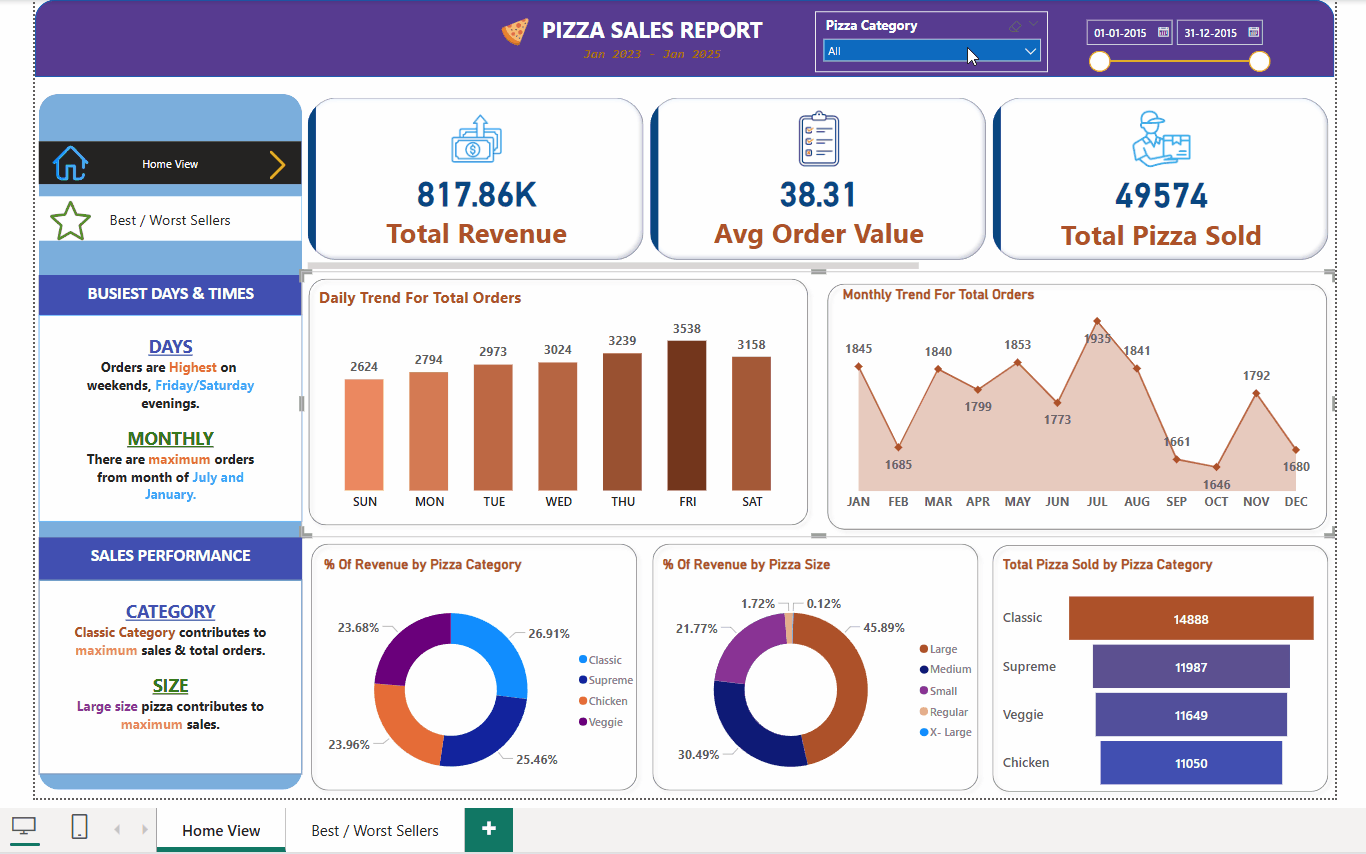 PIZZA SALES REPORT
Jan 2023 - Jan 2025
Pizza Category
All
01-01-2015
31-12-2015
Home View
Best / Worst Sellers
BUSIEST DAYS & TIMES
DAYS
Orders are Highest on
weekends, Friday/Saturday
evenings.
MONTHLY
There are maximum orders
from month of July and
January.
SALES PERFORMANCE
CATEGORY
Classic Category contributes to
maximum sales & total orders.
SIZE
Large size pizza contributes to
maximum sales.
817.86K
Total Revenue
38.31
Avg Order Value
49574
Total Pizza Sold
Daily Trend For Total Orders
2624
2794
2973
3024
3239
3538
3158
SUN
MON
TUE
WED
THU
FRI
SAT
Monthly Trend For Total Orders
1845
1685
1840
1799
1853
1773
1935
1841
1661
1646
1792
1680
JAN
FEB
MAR
APR
MAY
JUN
JUL
AUG
SEP
OCT
NOV
DEC
% Of Revenue by Pizza Category
23.68%
26.91%
23.96%
25.46%
Classic
Supreme
Chicken
Veggie
% Of Revenue by Pizza Size
1.72%
0.12%
21.77%
45.89%
30.49%
Large
Medium
Small
Regular
X- Large
Total Pizza Sold by Pizza Category
Classic
14888
Supreme
11987
Veggie
11649
Chicken
11050
Home View
Best / Worst Sellers
+